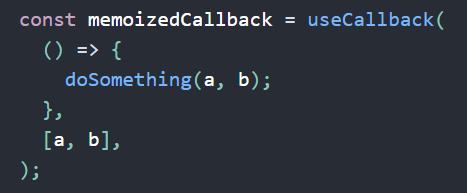 const memoizedCallback = useCallback(
  () => {
    doSomething(a, b);
  },
  [a, b],
);